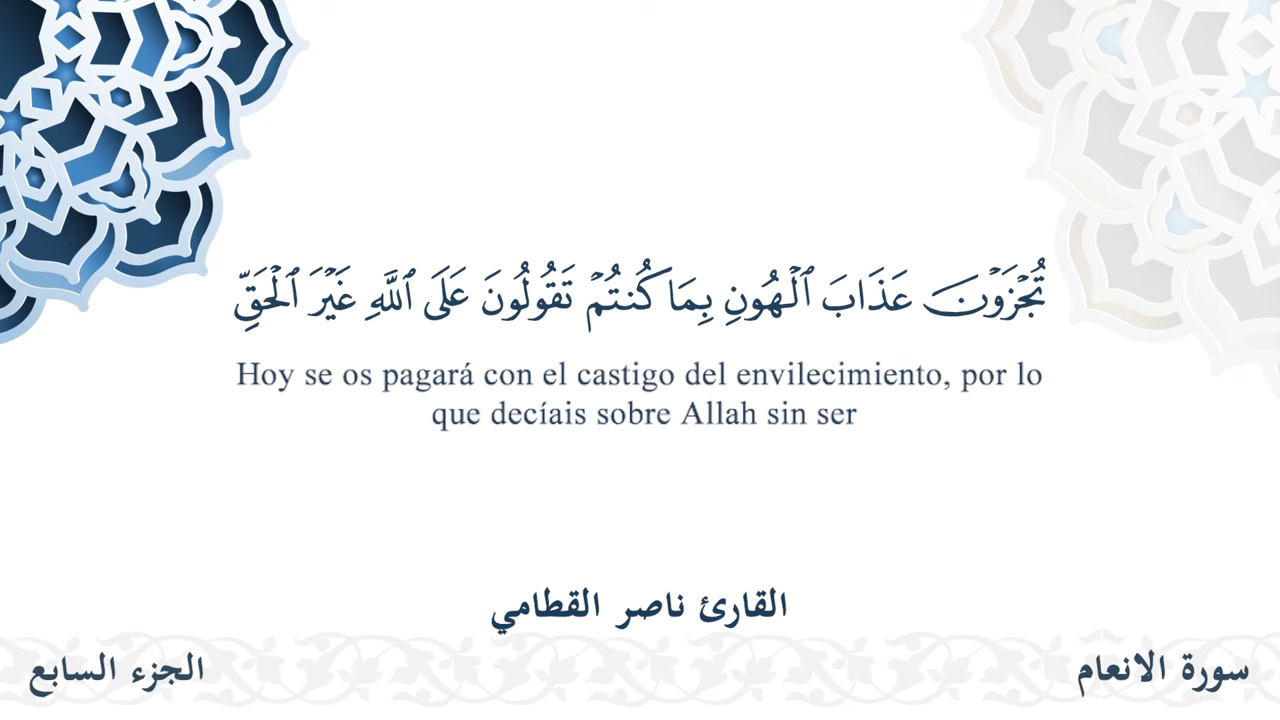 تُجۡزَوۡنَ عَذَابَ ٱلۡهُونِ بِمَا كُنتُمۡ تَقُولُونَ عَلَى ٱللَّهِ غَيۡرَ ٱلۡحَقِّ
Hoy se os pagará con el castigo del envilecimiento, por lo
que decíais sobre Allah sin ser
القارئ ناصر القطامي
سورة الانعام
الجزء السابع